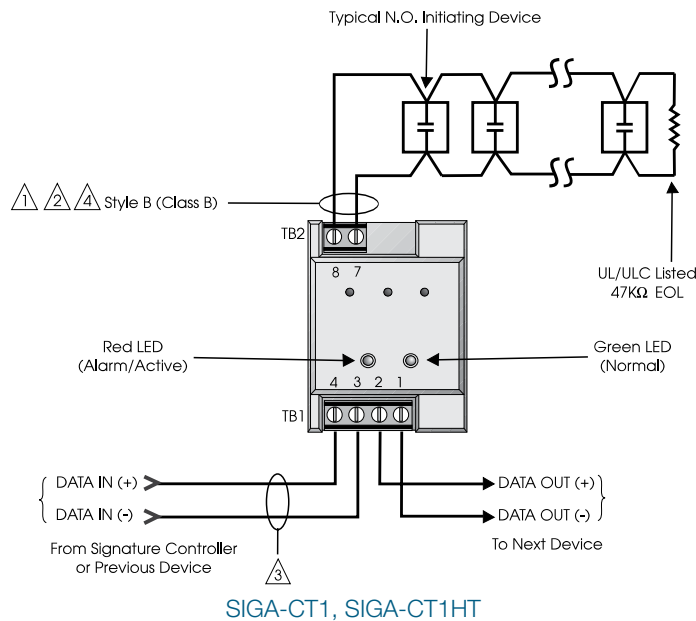 Typical N.O. Initiating Device
1 2 4 Style B (Class B)
TB2
8 7
UL/ULC Listed
47KΩ EOL
Red LED
(Alarm/Active)
Green LED
(Normal)
4 3 2 1
TB1
DATA IN (+)
DATA OUT (+)
DATA IN (-)
DATA OUT (-)
From Signature Controller
or Previous Device
To Next Device
3
SIGA-CT1, SIGA-CT1HT